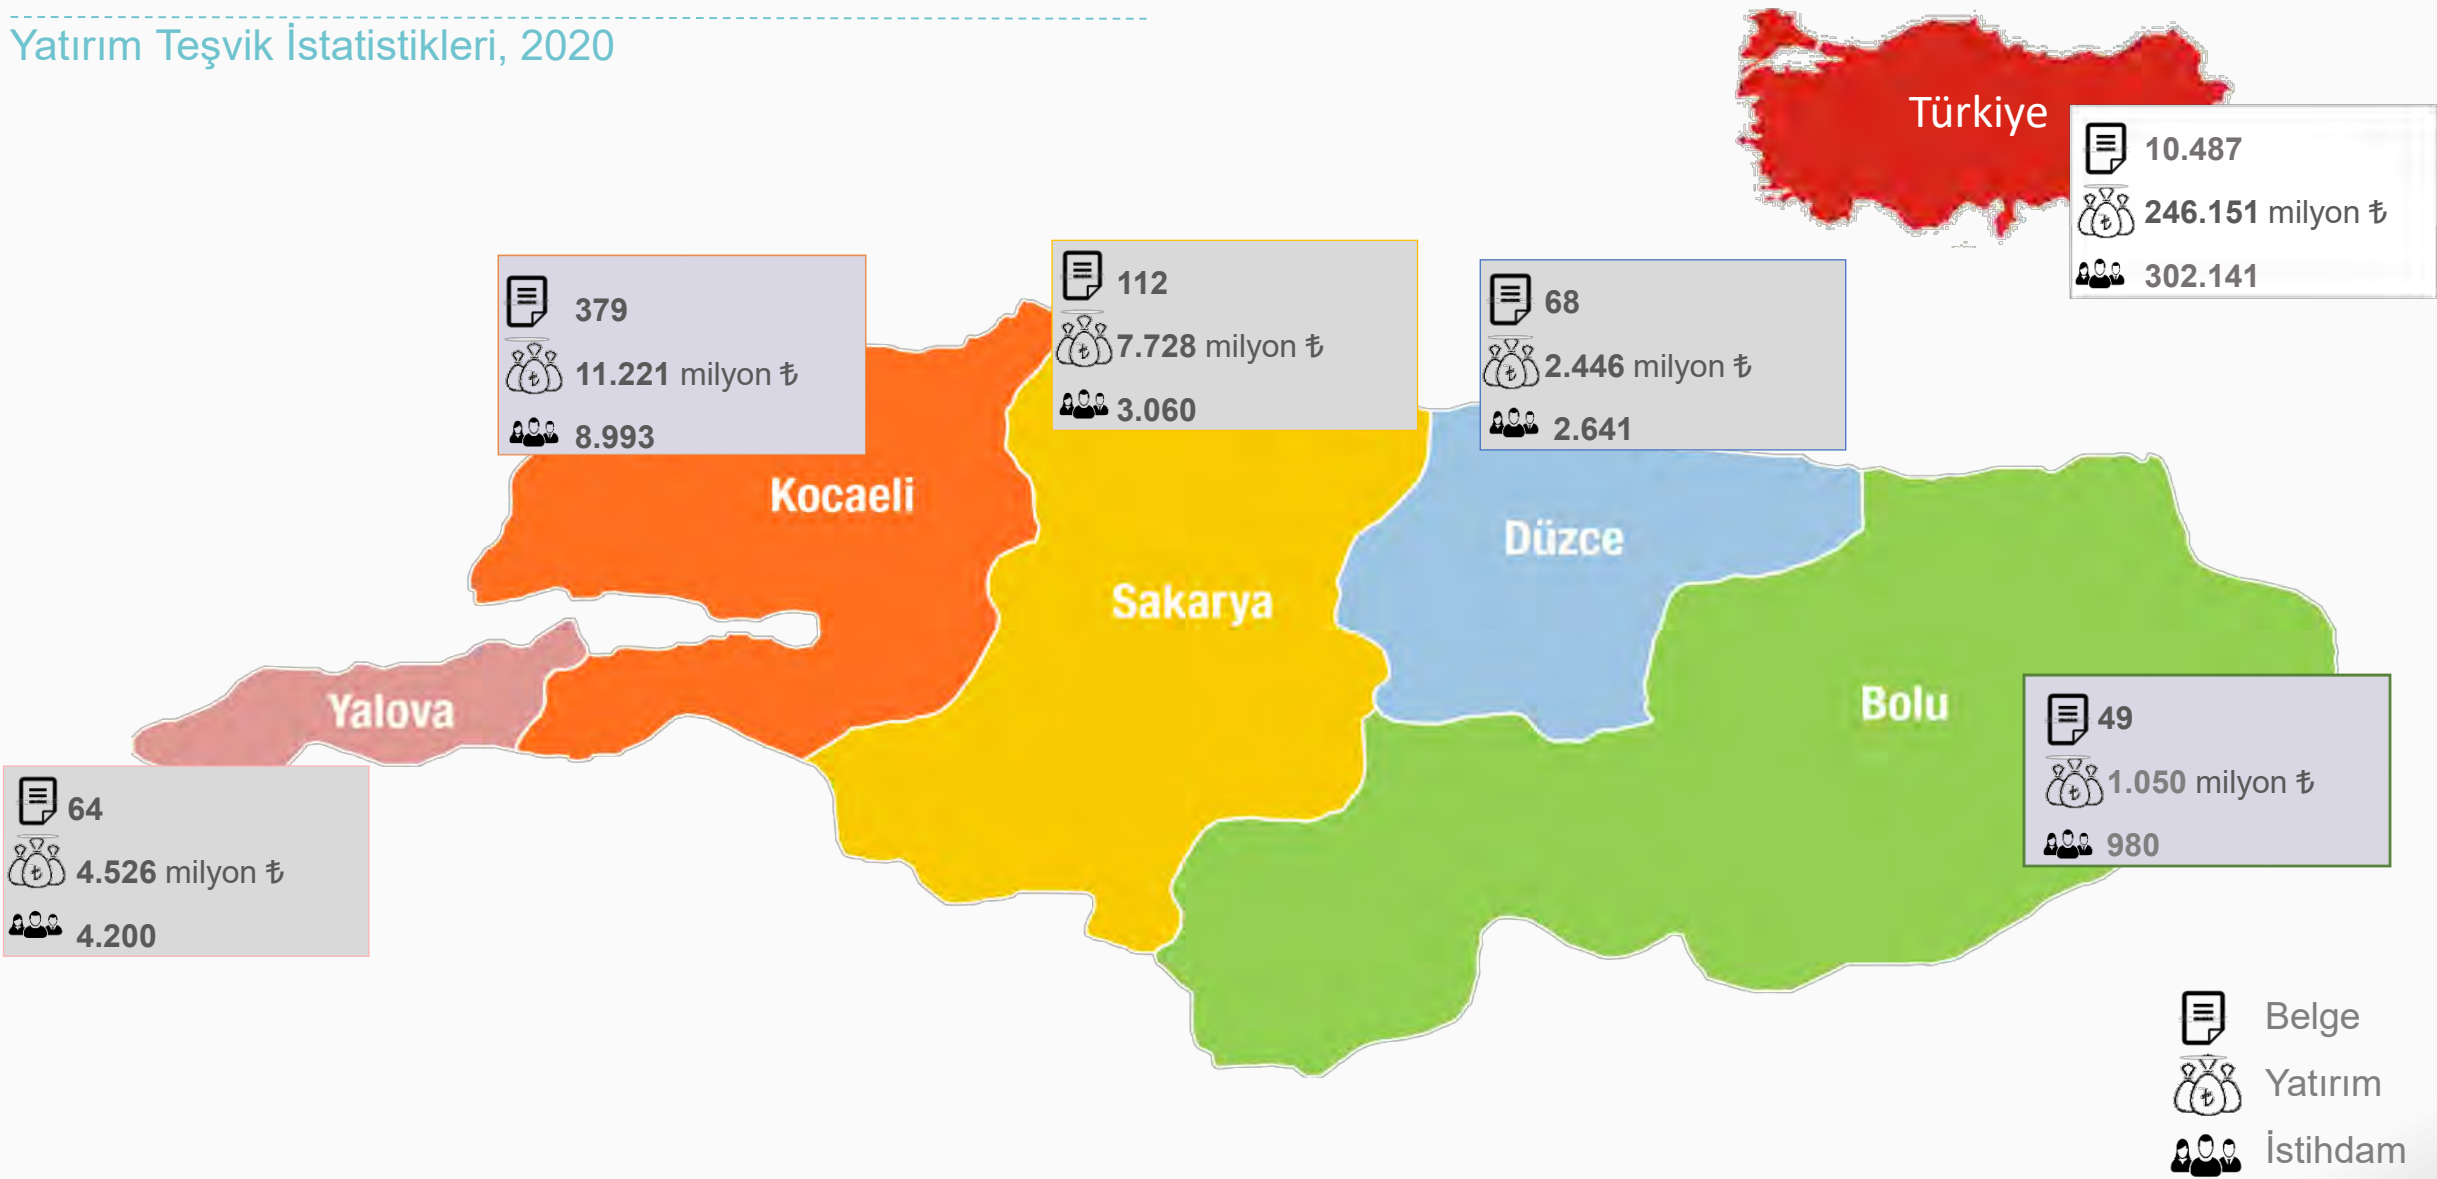 Yatırım Teşvik İstatistikleri, 2020
Türkiye
10.487
246.151 milyon ₺
302.141
379
11.221 milyon ₺
8.993
Kocaeli
112
7.728 milyon ₺
3.060
Sakarya
68
2.446 milyon ₺
2.641
Düzce
Bolu
49
1.050 milyon ₺
980
Yalova
64
4.526 milyon ₺
4.200
Belge
Yatırım
İstihdam